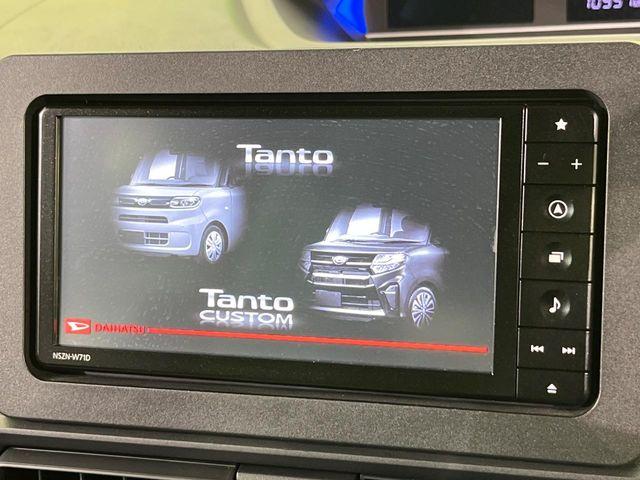 Tanto
Tanto
CUSTOM
DAIHATSU
NSZN-W71D